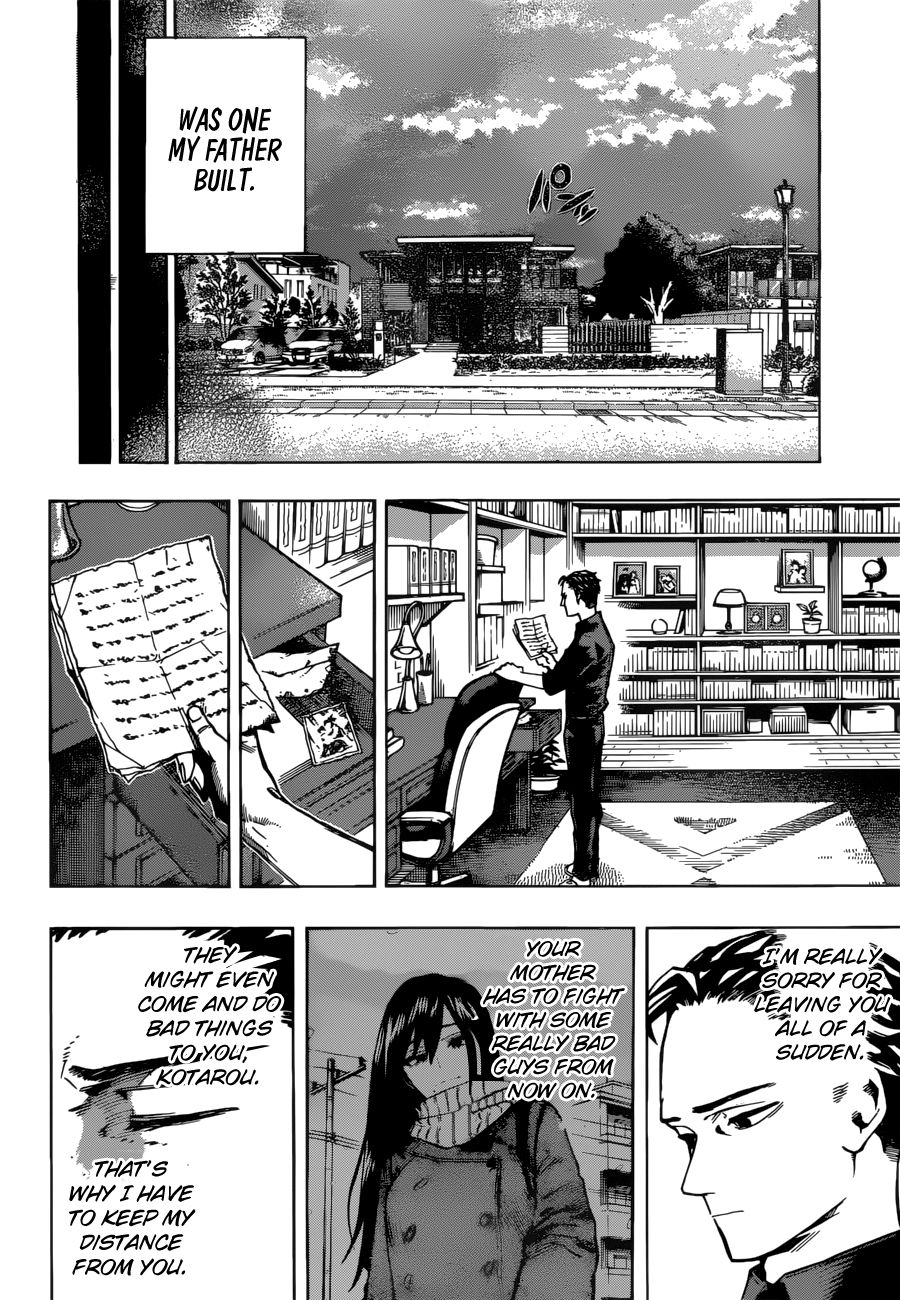 WAS ONE
MY FATHER
BUILT.
パーッ
I'M REALLY
SORRY FOR
LEAVING YOU
ALL OF A
SUDDEN.
YOUR
MOTHER
HAS TO FIGHT
WITH SOME
REALLY BAD
GUYS FROM
NOW ON.
THEY
MIGHT EVEN
COME AND DO
BAD THINGS
TO YOU,
KOTAROU.
THAT'S
WHY I HAVE
TO KEEP MY
DISTANCE
FROM YOU.